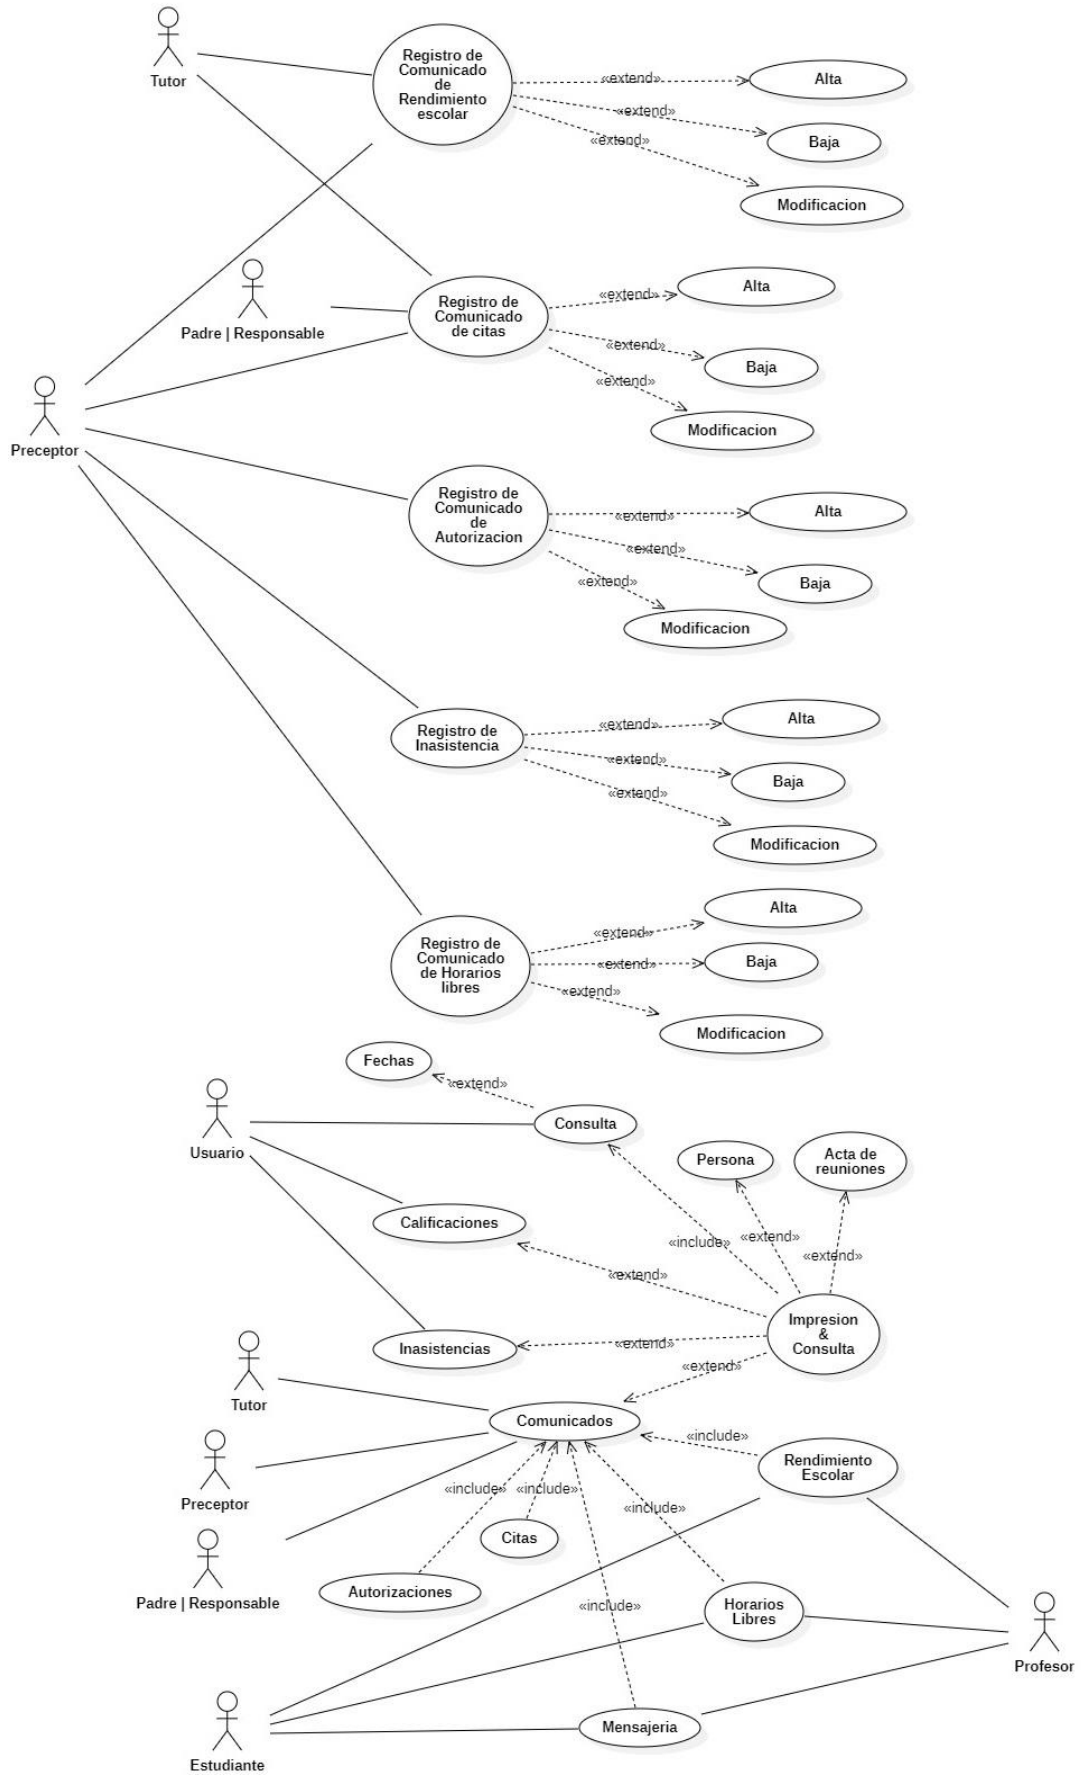 Tutor
Registro de
Comunicado
de
Rendimiento
escolar
«extend»
Alta
«extend»
Baja
«extend»
Modificacion
Padre | Responsable
Registro de
Comunicado
de citas
«extend»
Alta
«extend»
Baja
«extend»
Modificacion
Preceptor
Registro de
Comunicado
de
Autorizacion
«extend»
Alta
«extend»
Baja
«extend»
Modificacion
Registro de
Inasistencia
«extend»
Alta
«extend»
Baja
«extend»
Modificacion
Registro de
Comunicado
de Horarios
libres
«extend»
Alta
«extend»
Baja
«extend»
Modificacion
Fechas
«extend»
Usuario
Consulta
Persona
Acta de
reuniones
Calificaciones
«include»
«extend»
«extend»
«extend»
Impresion
&
Consulta
Inasistencias
«extend»
«extend»
Tutor
Comunicados
«include»
Rendimiento
Escolar
Preceptor
«include»
«include»
«include»
Citas
Padre | Responsable
Autorizaciones
«include»
Horarios
Libres
Profesor
Mensajeria
Estudiante